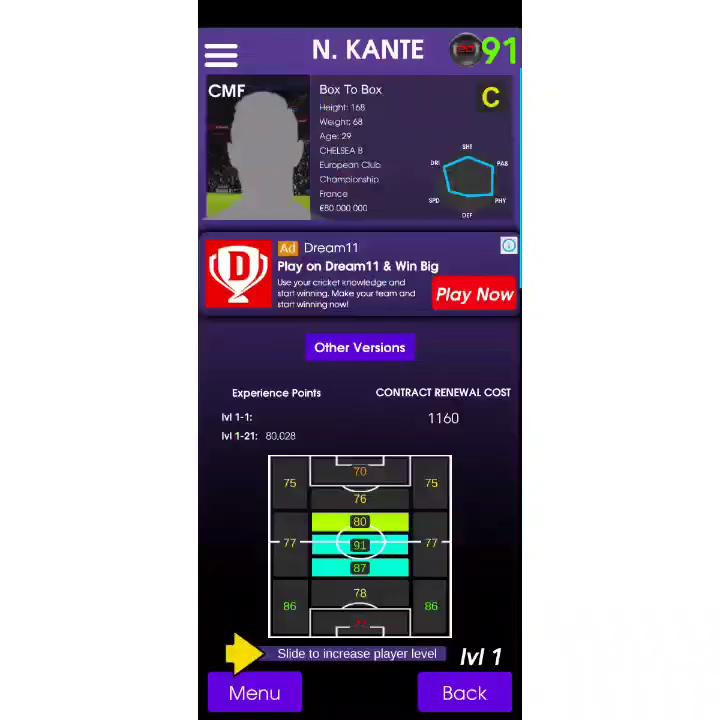 N. KANTE
91
CMF
Box To Box
Height: 168
Weight: 68
Age: 29
CHELSEA B
European Club
Championship
France
€80.000.000
C
SHT
DRI
PAS
SPD
PHY
DEF
Ad Dream11
Play on Dream11 & Win Big
Use your cricket knowledge and
start winning. Make your team and
start winning now!
Play Now
Other Versions
Experience Points
CONTRACT RENEWAL COST
lvl 1-1:
1160
lvl 1-21: 80,028
70
75
75
76
80
77
91
77
87
78
86
86
Slide to increase player level
lvl 1
Menu
Back